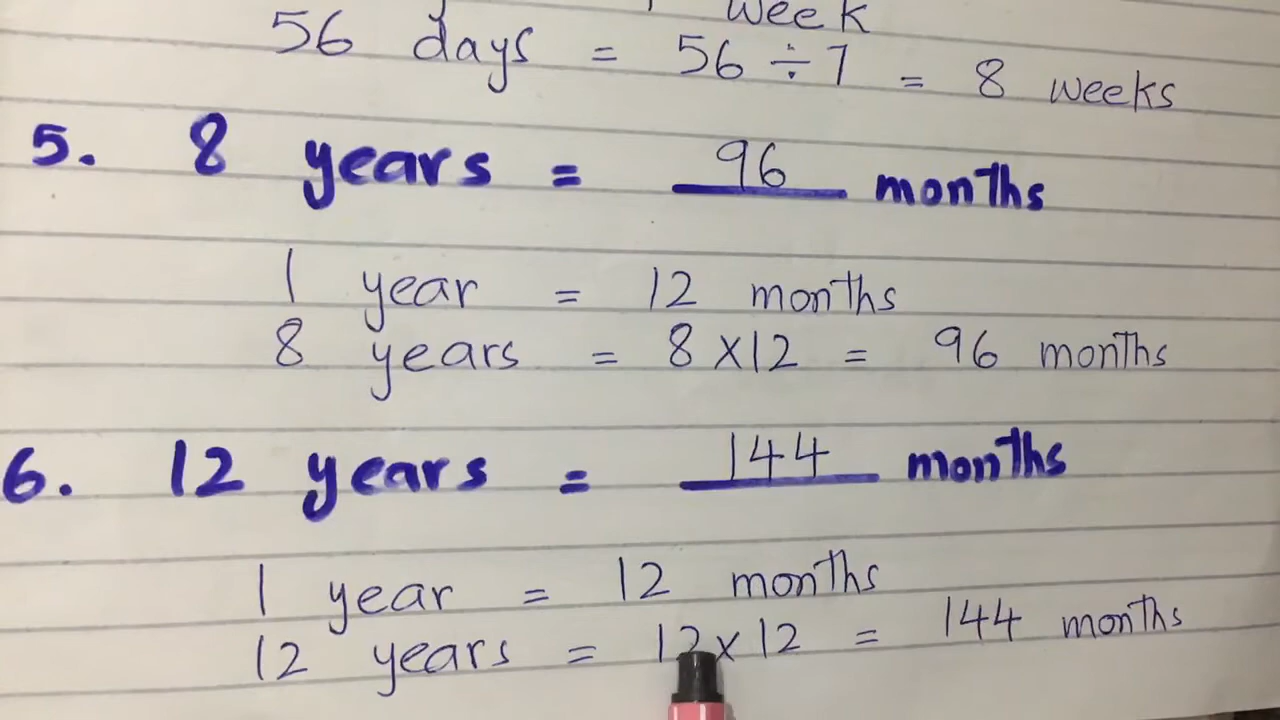 week
56 days = 56 ÷ 7 = 8 weeks
5. 8 years = 96 months
1 year = 12 months
8 years = 8 X 12 = 96 months
6. 12 years = 144 months
1 year = 12 months
12 years = 12 x 12 = 144 months